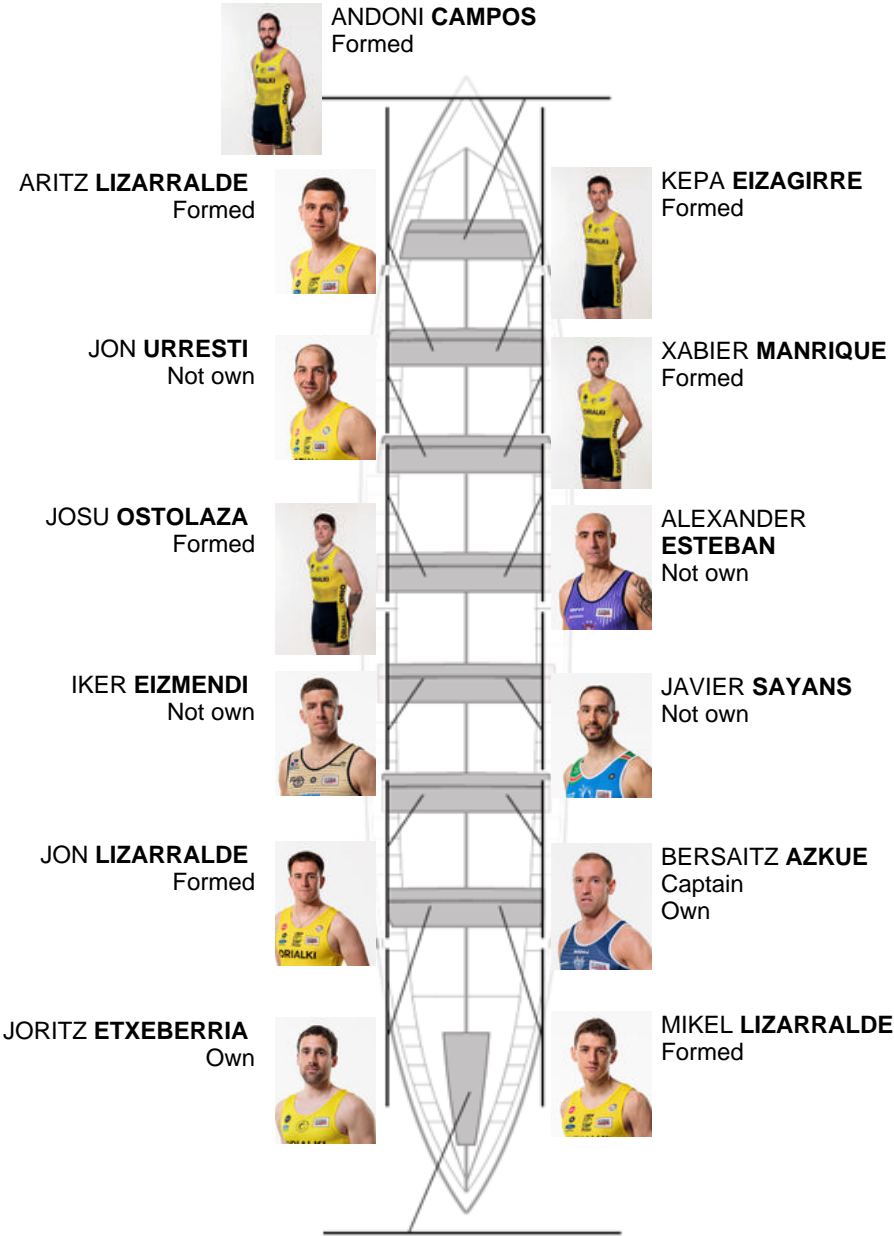 ANDONI CAMPOS
Formed
ARITZ LIZARRALDE
Formed
KEPA EIZAGIRRE
Formed
JON URRESTI
Not own
XABIER MANRIQUE
Formed
JOSU OSTOLAZA
Formed
ALEXANDER
ESTEBAN
Not own
IKER EIZMENDI
Not own
JAVIER SAYANS
Not own
JON LIZARRALDE
Formed
BERSAITZ AZKUE
Captain
Own
JORITZ ETXEBERRIA
Own
MIKEL LIZARRALDE
Formed